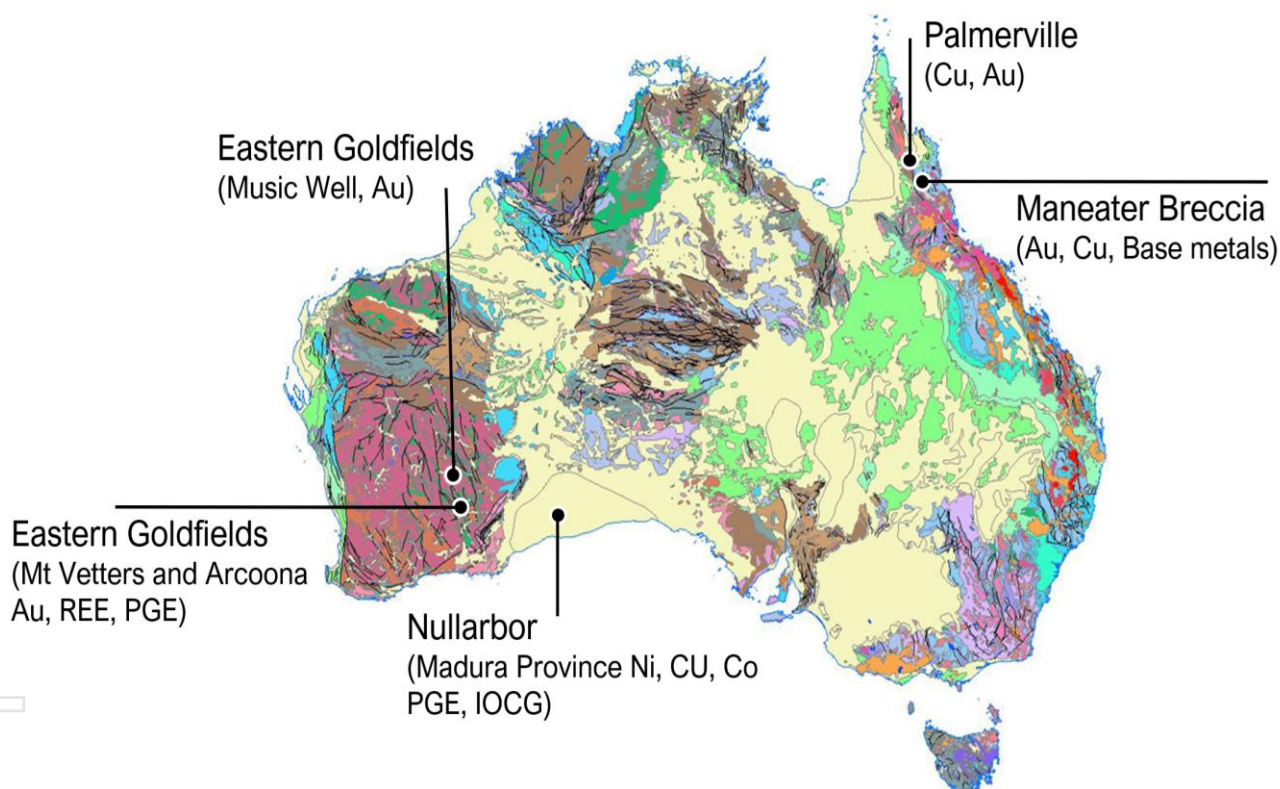 Palmerville
(Cu, Au)
Eastern Goldfields
(Music Well, Au)
Maneater Breccia
(Au, Cu, Base metals)
Eastern Goldfields
(Mt Vetters and Arcoona
Au, REE, PGE)
Nullarbor
(Madura Province Ni, CU, Co
PGE, IOCG)